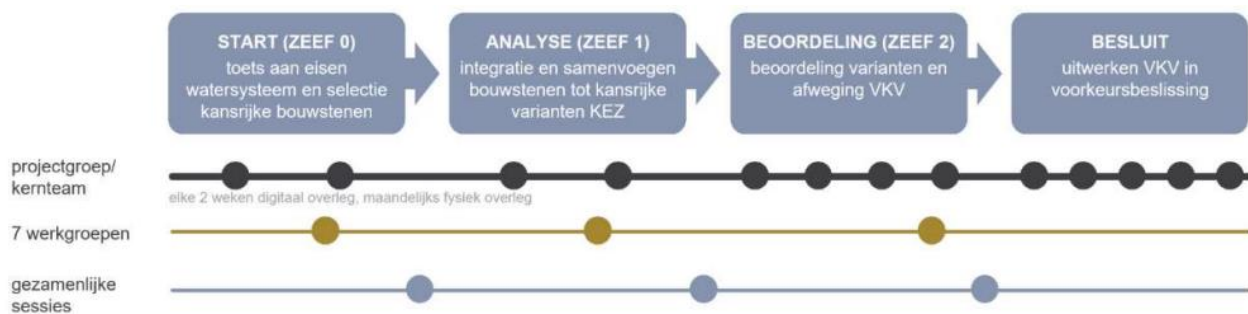 START (ZEEF 0)
toets aan eisen
watersysteem en selectie
kansrijke bouwstenen
ANALYSE (ZEEF 1)
integratie en samenvoegen
bouwstenen tot kansrijke
varianten KEZ
BEOORDELING (ZEEF 2)
beoordeling varianten en
afweging VKV
BESLUIT
uitwerken VKV in
voorkeursbeslissing
projectgroep/
kernteam
elke 2 weken digitaal overleg, maandelijks fysiek overleg
7 werkgroepen
gezamenlijke
sessies